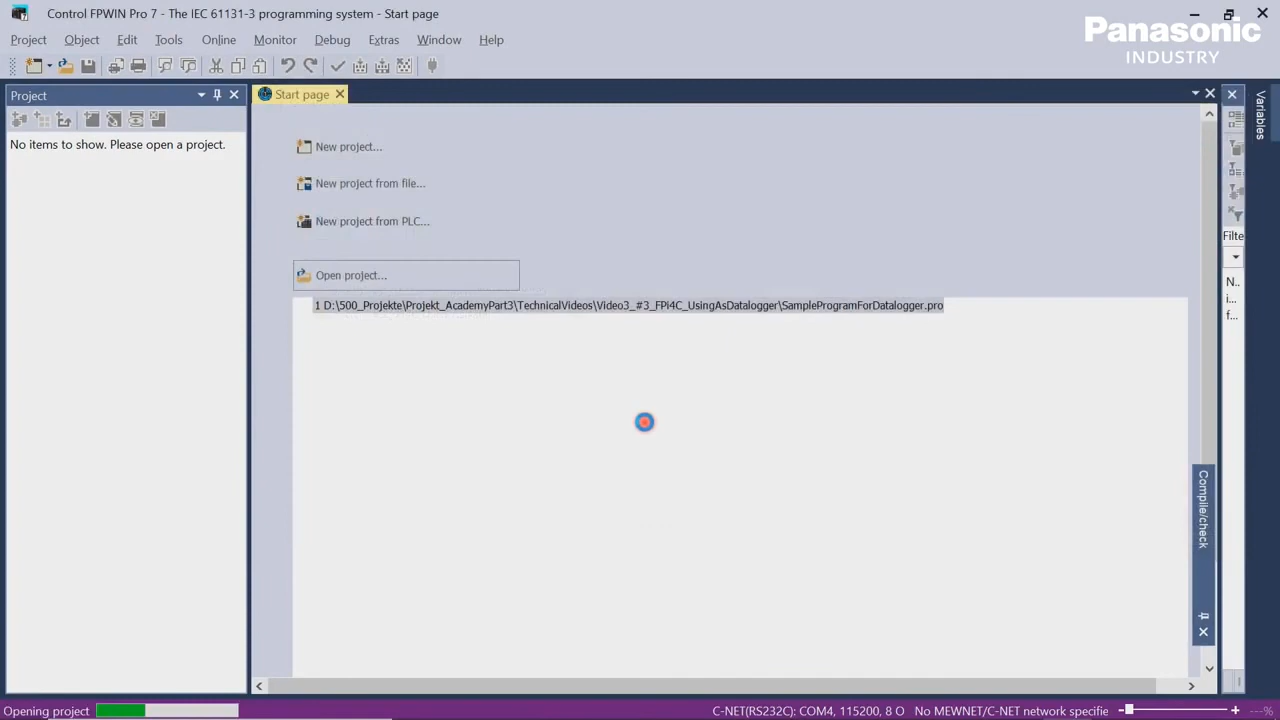 Control FPWIN Pro 7 - The IEC 61131-3 programming system - Start page
Panasonic
INDUSTRY
Project Object Edit Tools Online Monitor Debug Extras Window Help
Project
Start page
Variables
No items to show. Please open a project.
New project...
New project from file...
New project from PLC...
Filte
Open project...
N..
i...
f...
1 D:\500_Projekte\Projekt_AcademyPart3\TechnicalVideos\Video3_#3_FPi4C_UsingAsDatalogger\SampleProgramForDatalogger.pro
Compile/check
Opening project
C-NET(RS232C): COM4, 115200, 8 O
No MEWNET/C-NET network specifie
---%